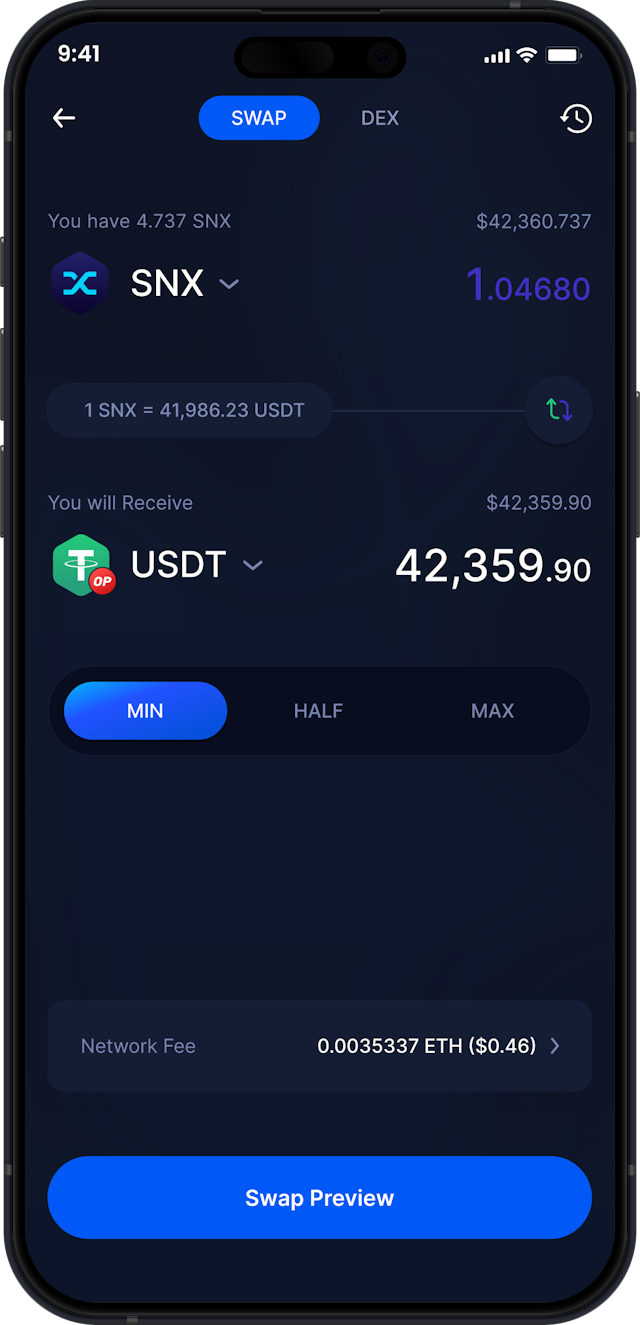 9:41
SWAP DEX
You have 4.737 SNX $42,360.737
SNX 1.04680
1 SNX = 41,986.23 USDT
You will Receive $42,359.90
USDT 42,359.90
OP
MIN HALF MAX
Network Fee 0.0035337 ETH ($0.46)
Swap Preview